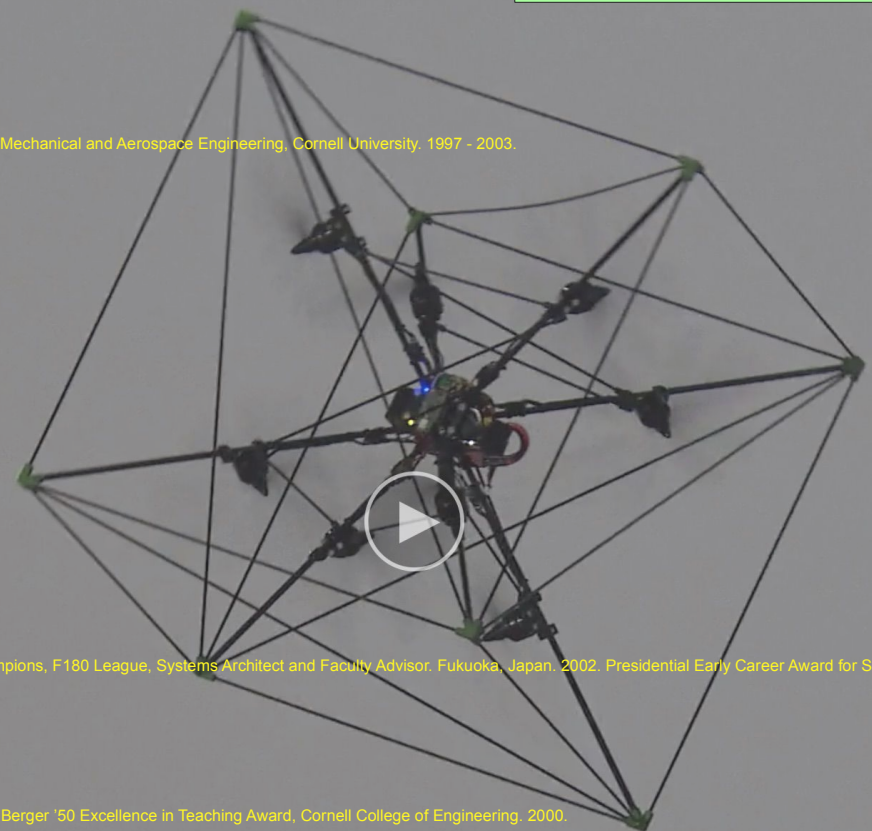 Mechanical and Aerospace Engineering, Cornell University. 1997 - 2003.
mpions, F180 League, Systems Architect and Faculty Advisor. Fukuoka, Japan. 2002. Presidential Early Career Award for S
Berger '50 Excellence in Teaching Award, Cornell College of Engineering. 2000.